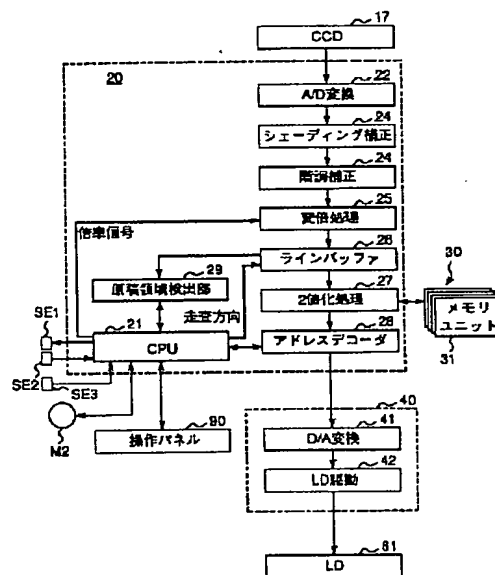 17
CCD
20
22
A/D変換
24
シェーディング補正
24
階調補正
25
変倍処理
倍率信号
26
ラインバッファ
29
原稿領域検出部
27
2値化処理
30
メモリ
ユニット
31
走査方向
SE1
21
CPU
28
アドレスデコーダ
SE2
SE3
M2
90
操作パネル
40
41
D/A変換
42
LD駆動
61
LD